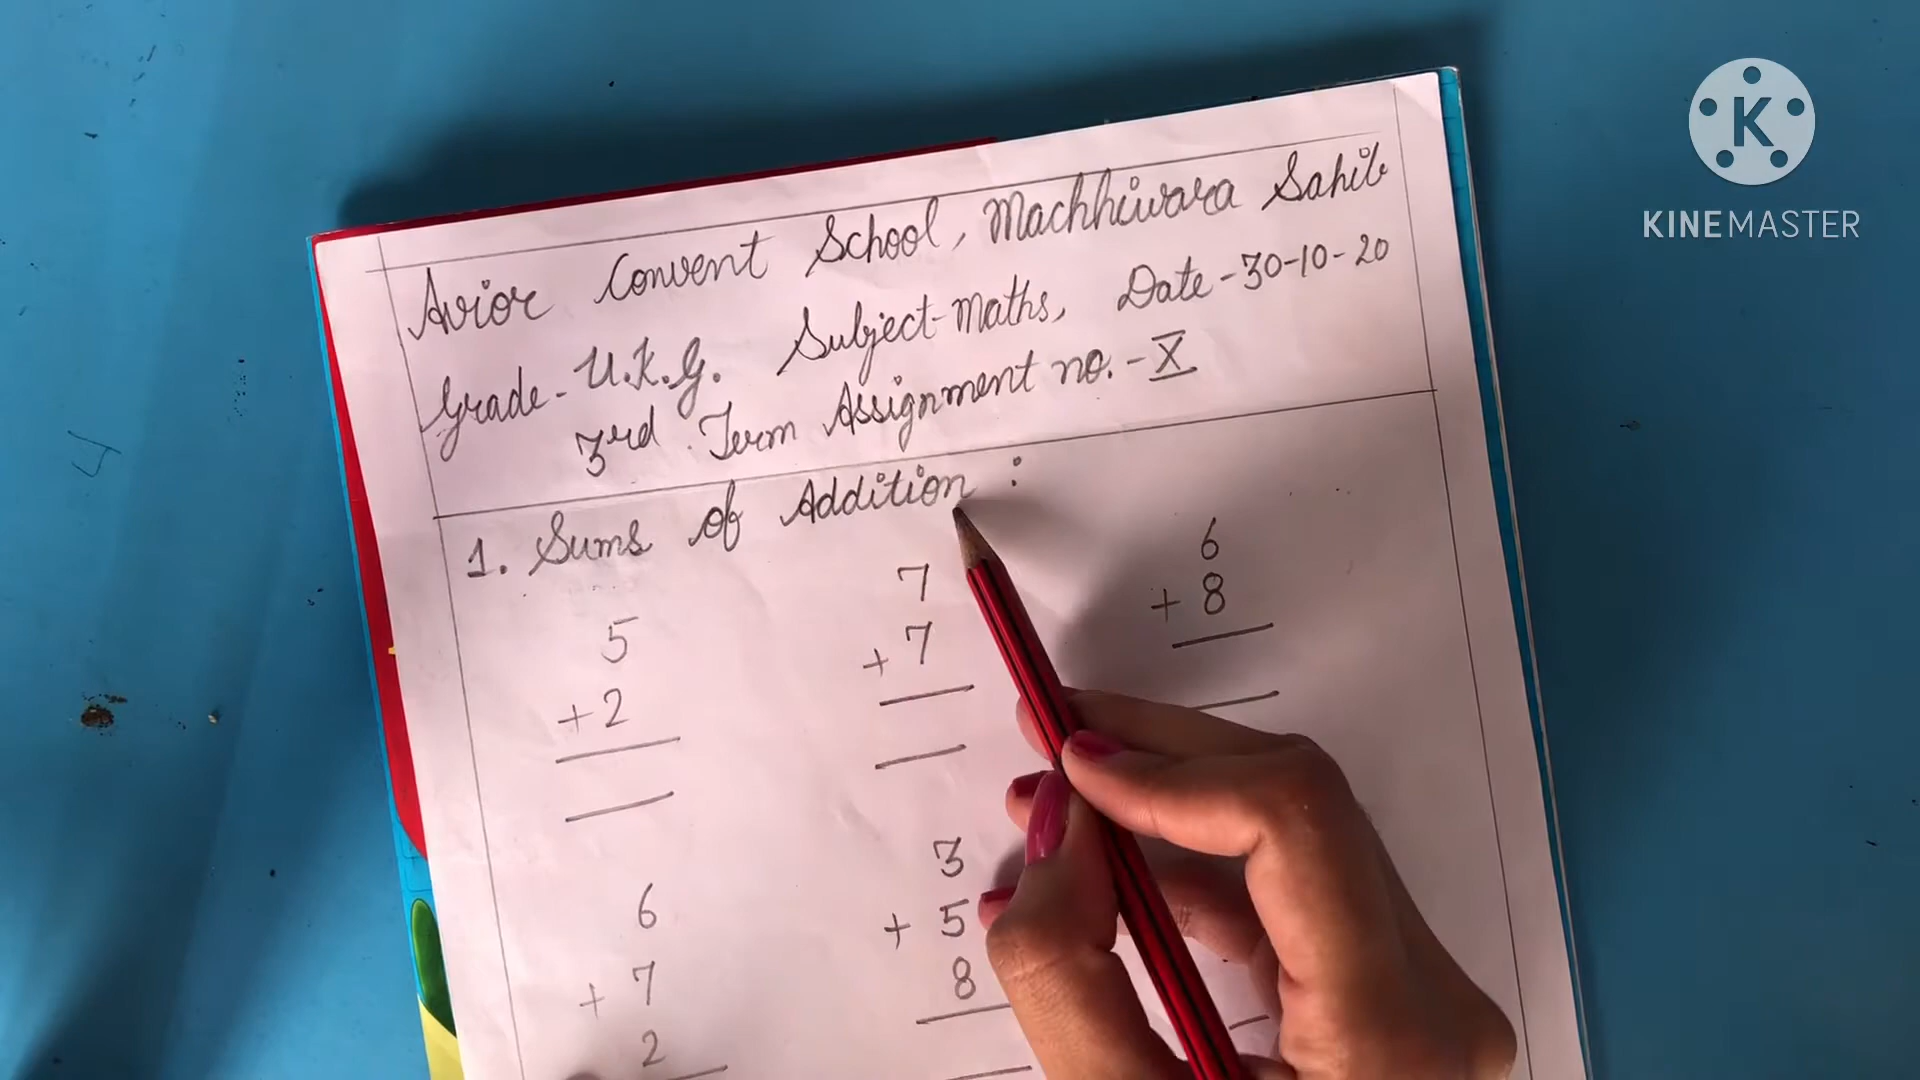 K
KINEMASTER
Avior Convent School, Machhiwara Sahib
Grade- U.K.G. Subject-Maths, Date-30-10-20
3rd Term Assignment no.-X
1. Sums of Addition :
5
+2
7
+7
6
+8
6
+7
2
3
+5
8